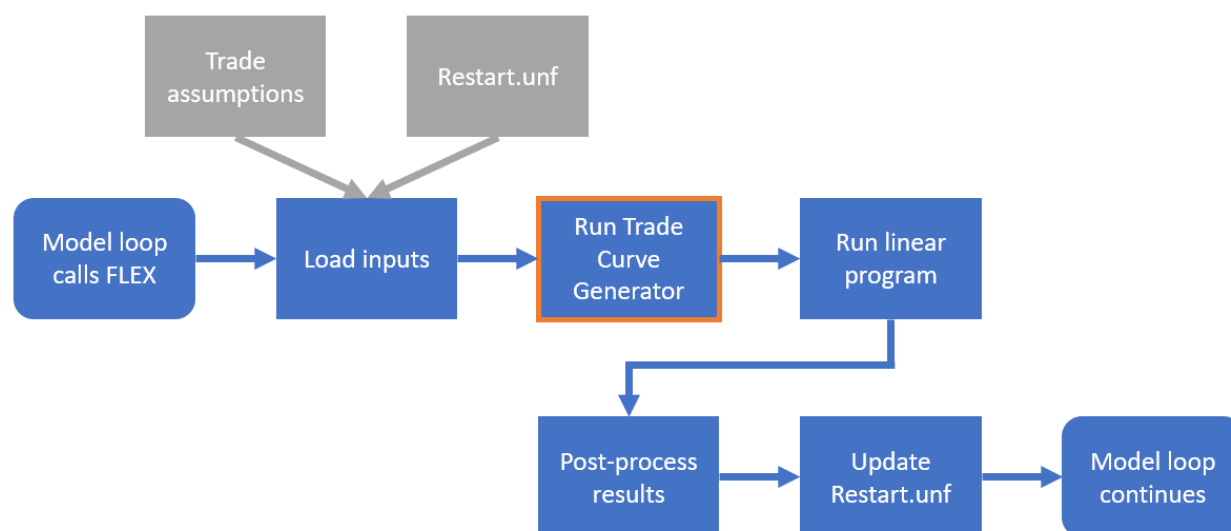 Trade
assumptions
Restart.unf
Model loop
calls FLEX
Load inputs
Run Trade
Curve
Generator
Run linear
program
Post-process
results
Update
Restart.unf
Model loop
continues